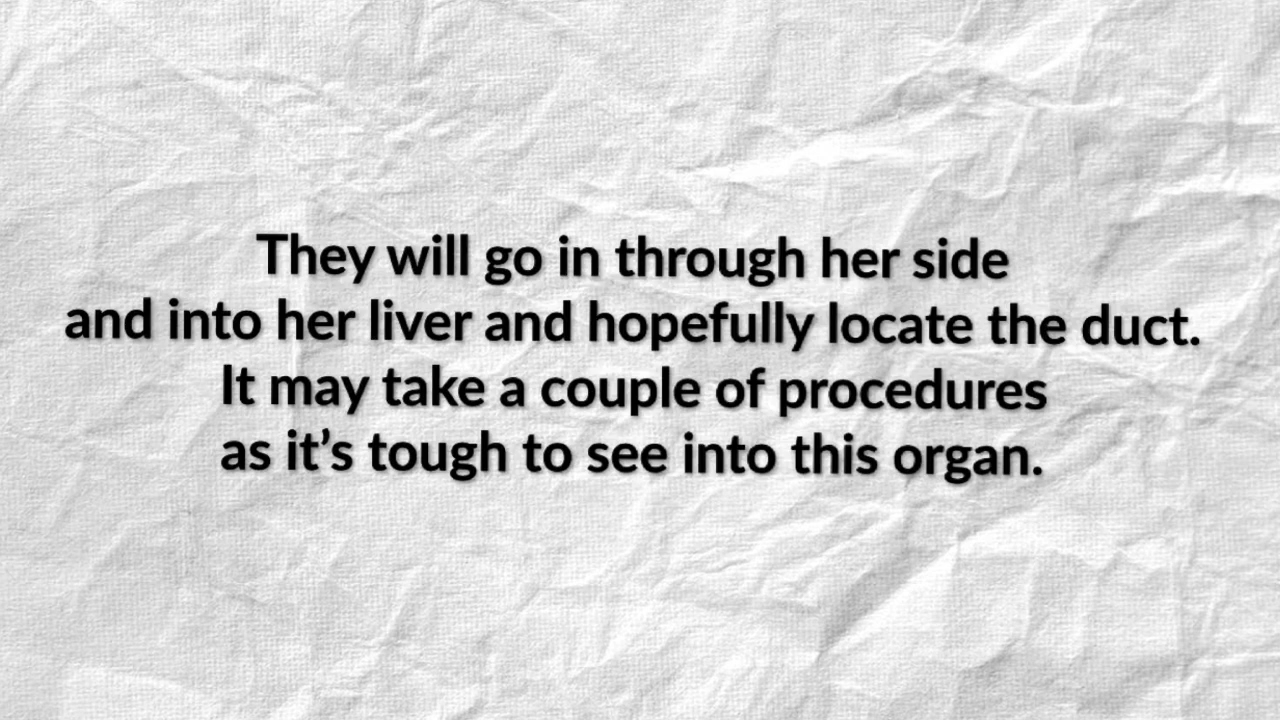 They will go in through her side
and into her liver and hopefully locate the duct.
It may take a couple of procedures
as it’s tough to see into this organ.